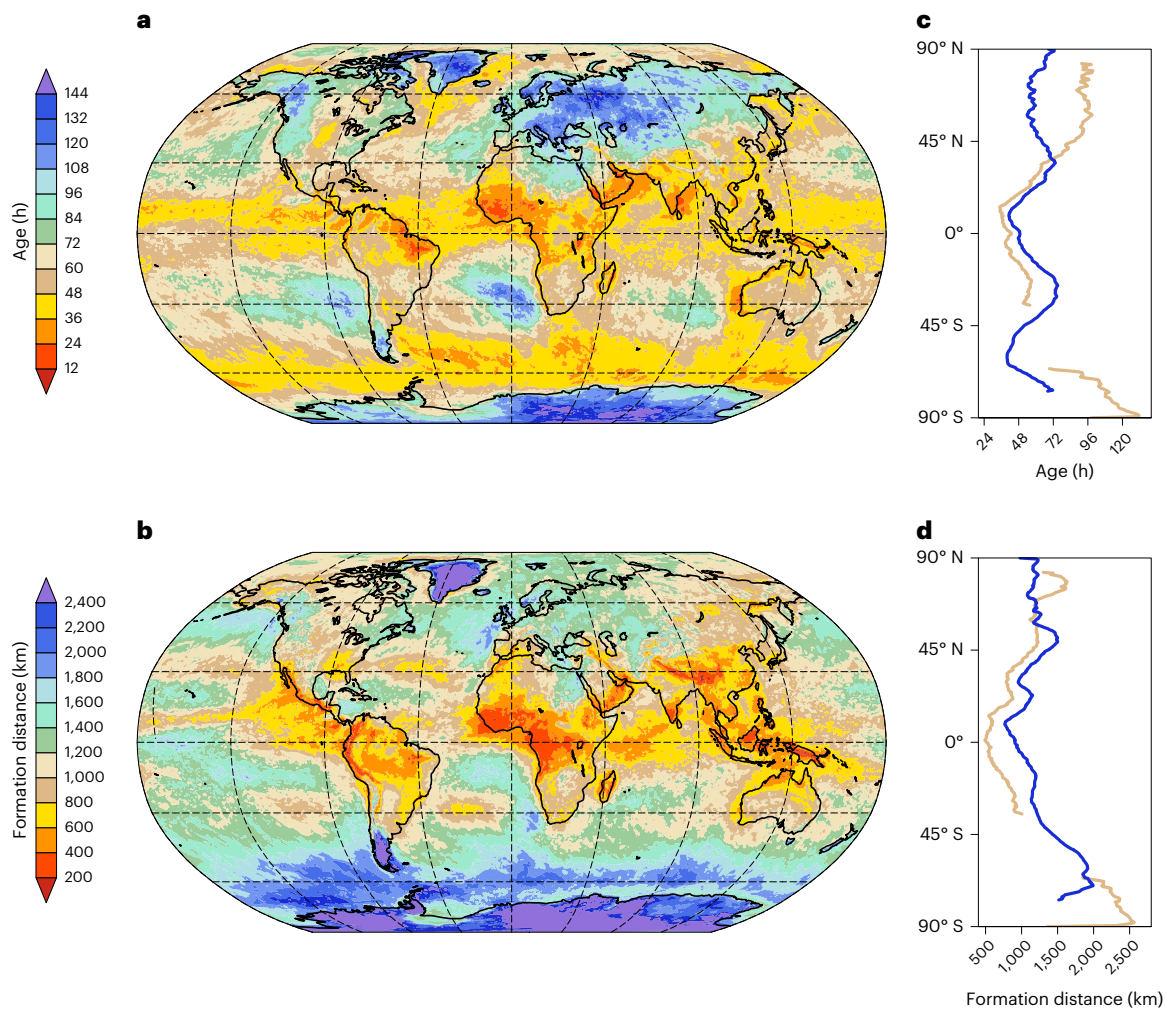 a
144
132
120
108
96
84
72
60
48
36
24
12
Age (h)
c
90° N
45° N
0°
45° S
90° S
24
48
72
96
120
Age (h)
b
2,400
2,200
2,000
1,800
1,600
1,400
1,200
1,000
800
600
400
200
Formation distance (km)
d
90° N
45° N
0°
45° S
90° S
500
1,000
1,500
2,000
2,500
Formation distance (km)